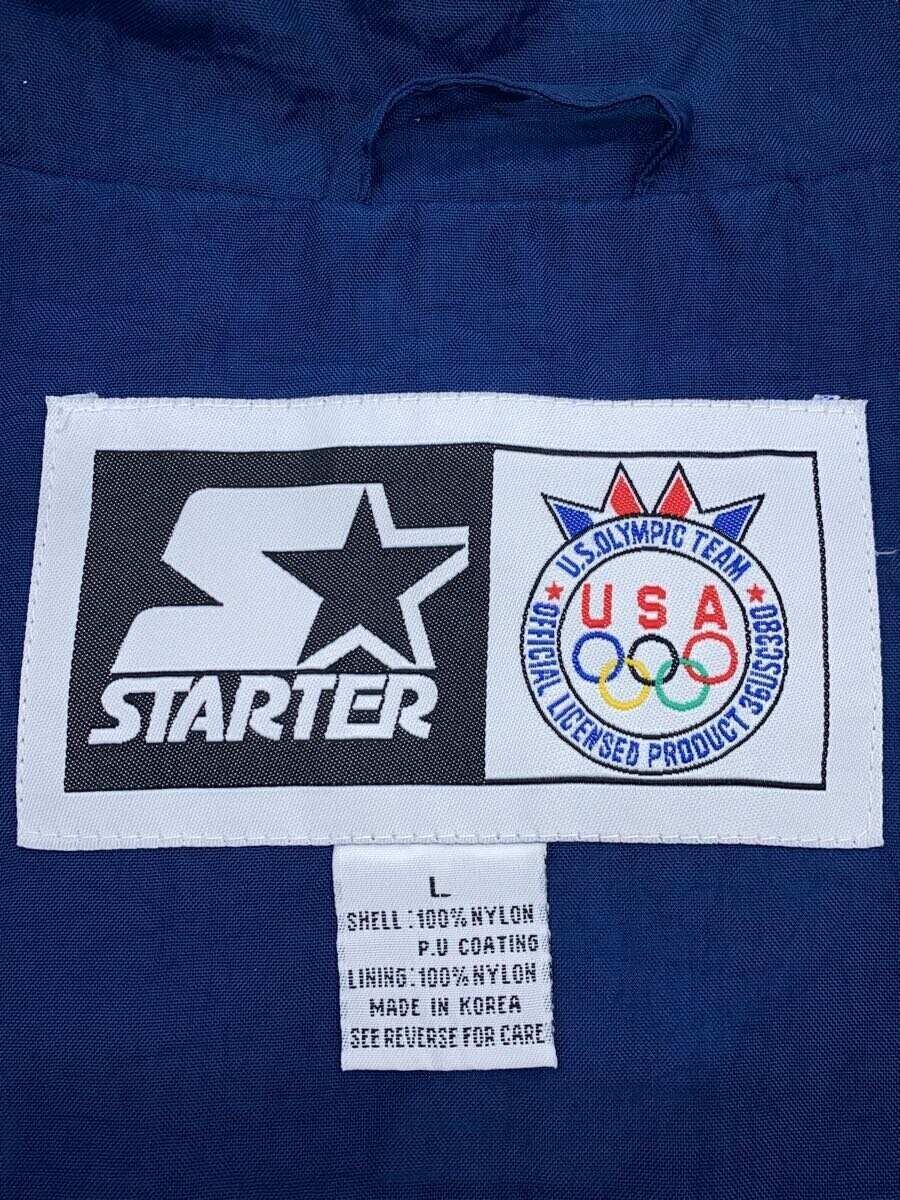 STARTER
U.S.OLYMPIC TEAM
USA
OFFICIAL LICENSED PRODUCT 36USC380
L
SHELL:100%NYLON
P.U COATING
LINING:100%NYLON
MADE IN KOREA
SEE REVERSE FOR CARE